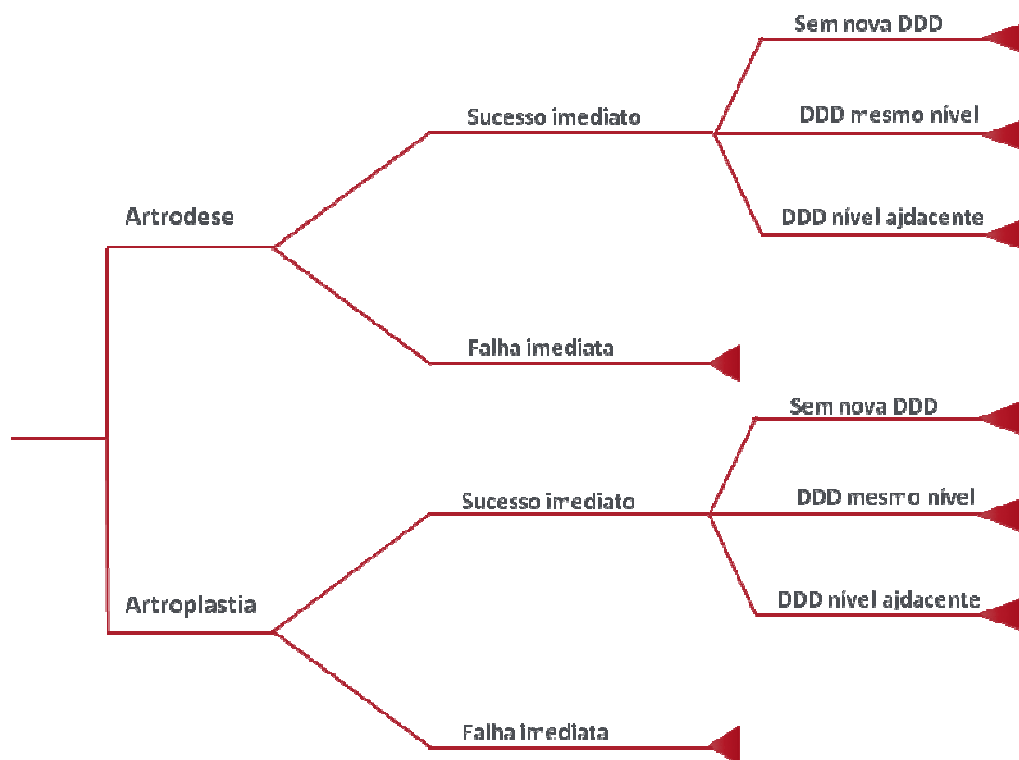 Sem nova DDD
Sucesso imediato
DDD mesmo nível
Artrodese
DDD nível ajdacente
Falha imediata
Sem nova DDD
Sucesso imediato
DDD mesmo nível
Artroplastia
DDD nível ajdacente
Falha imediata